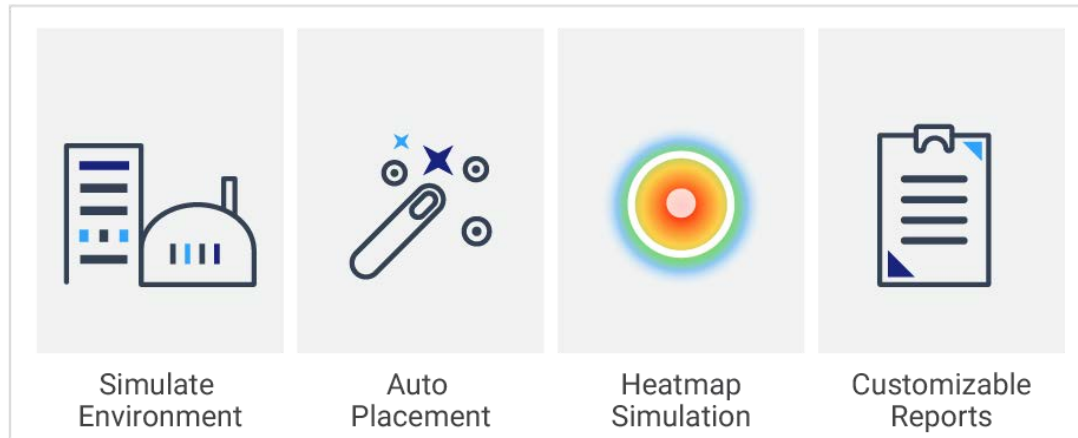 Simulate
Environment
Auto
Placement
Heatmap
Simulation
Customizable
Reports